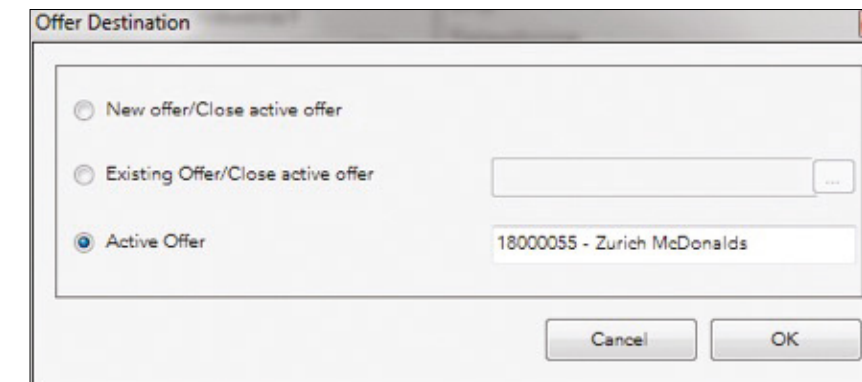 Offer Destination
New offer/Close active offer
Existing Offer/Close active offer
...
Active Offer
18000055 - Zurich McDonalds
Cancel
OK